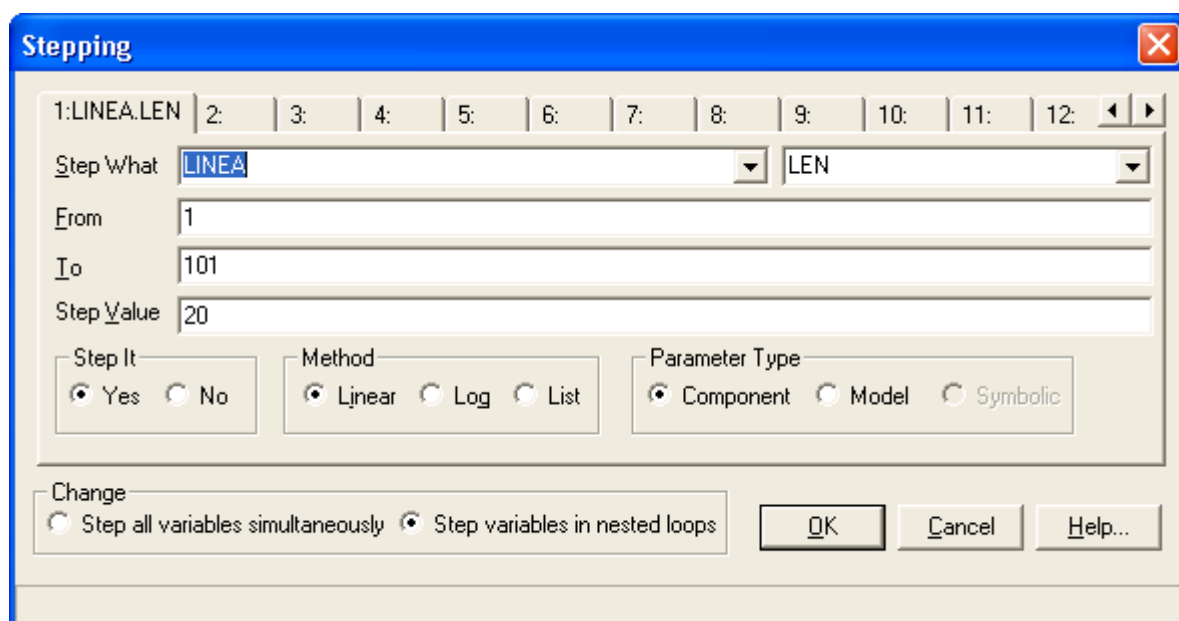 Stepping
1:LINEA.LEN 2: 3: 4: 5: 6: 7: 8: 9: 10: 11: 12:
Step What LINEA LEN
From 1
To 101
Step Value 20
Step It Method Parameter Type
Yes No Linear Log List Component Model Symbolic
Change
Step all variables simultaneously Step variables in nested loops OK Cancel Help...